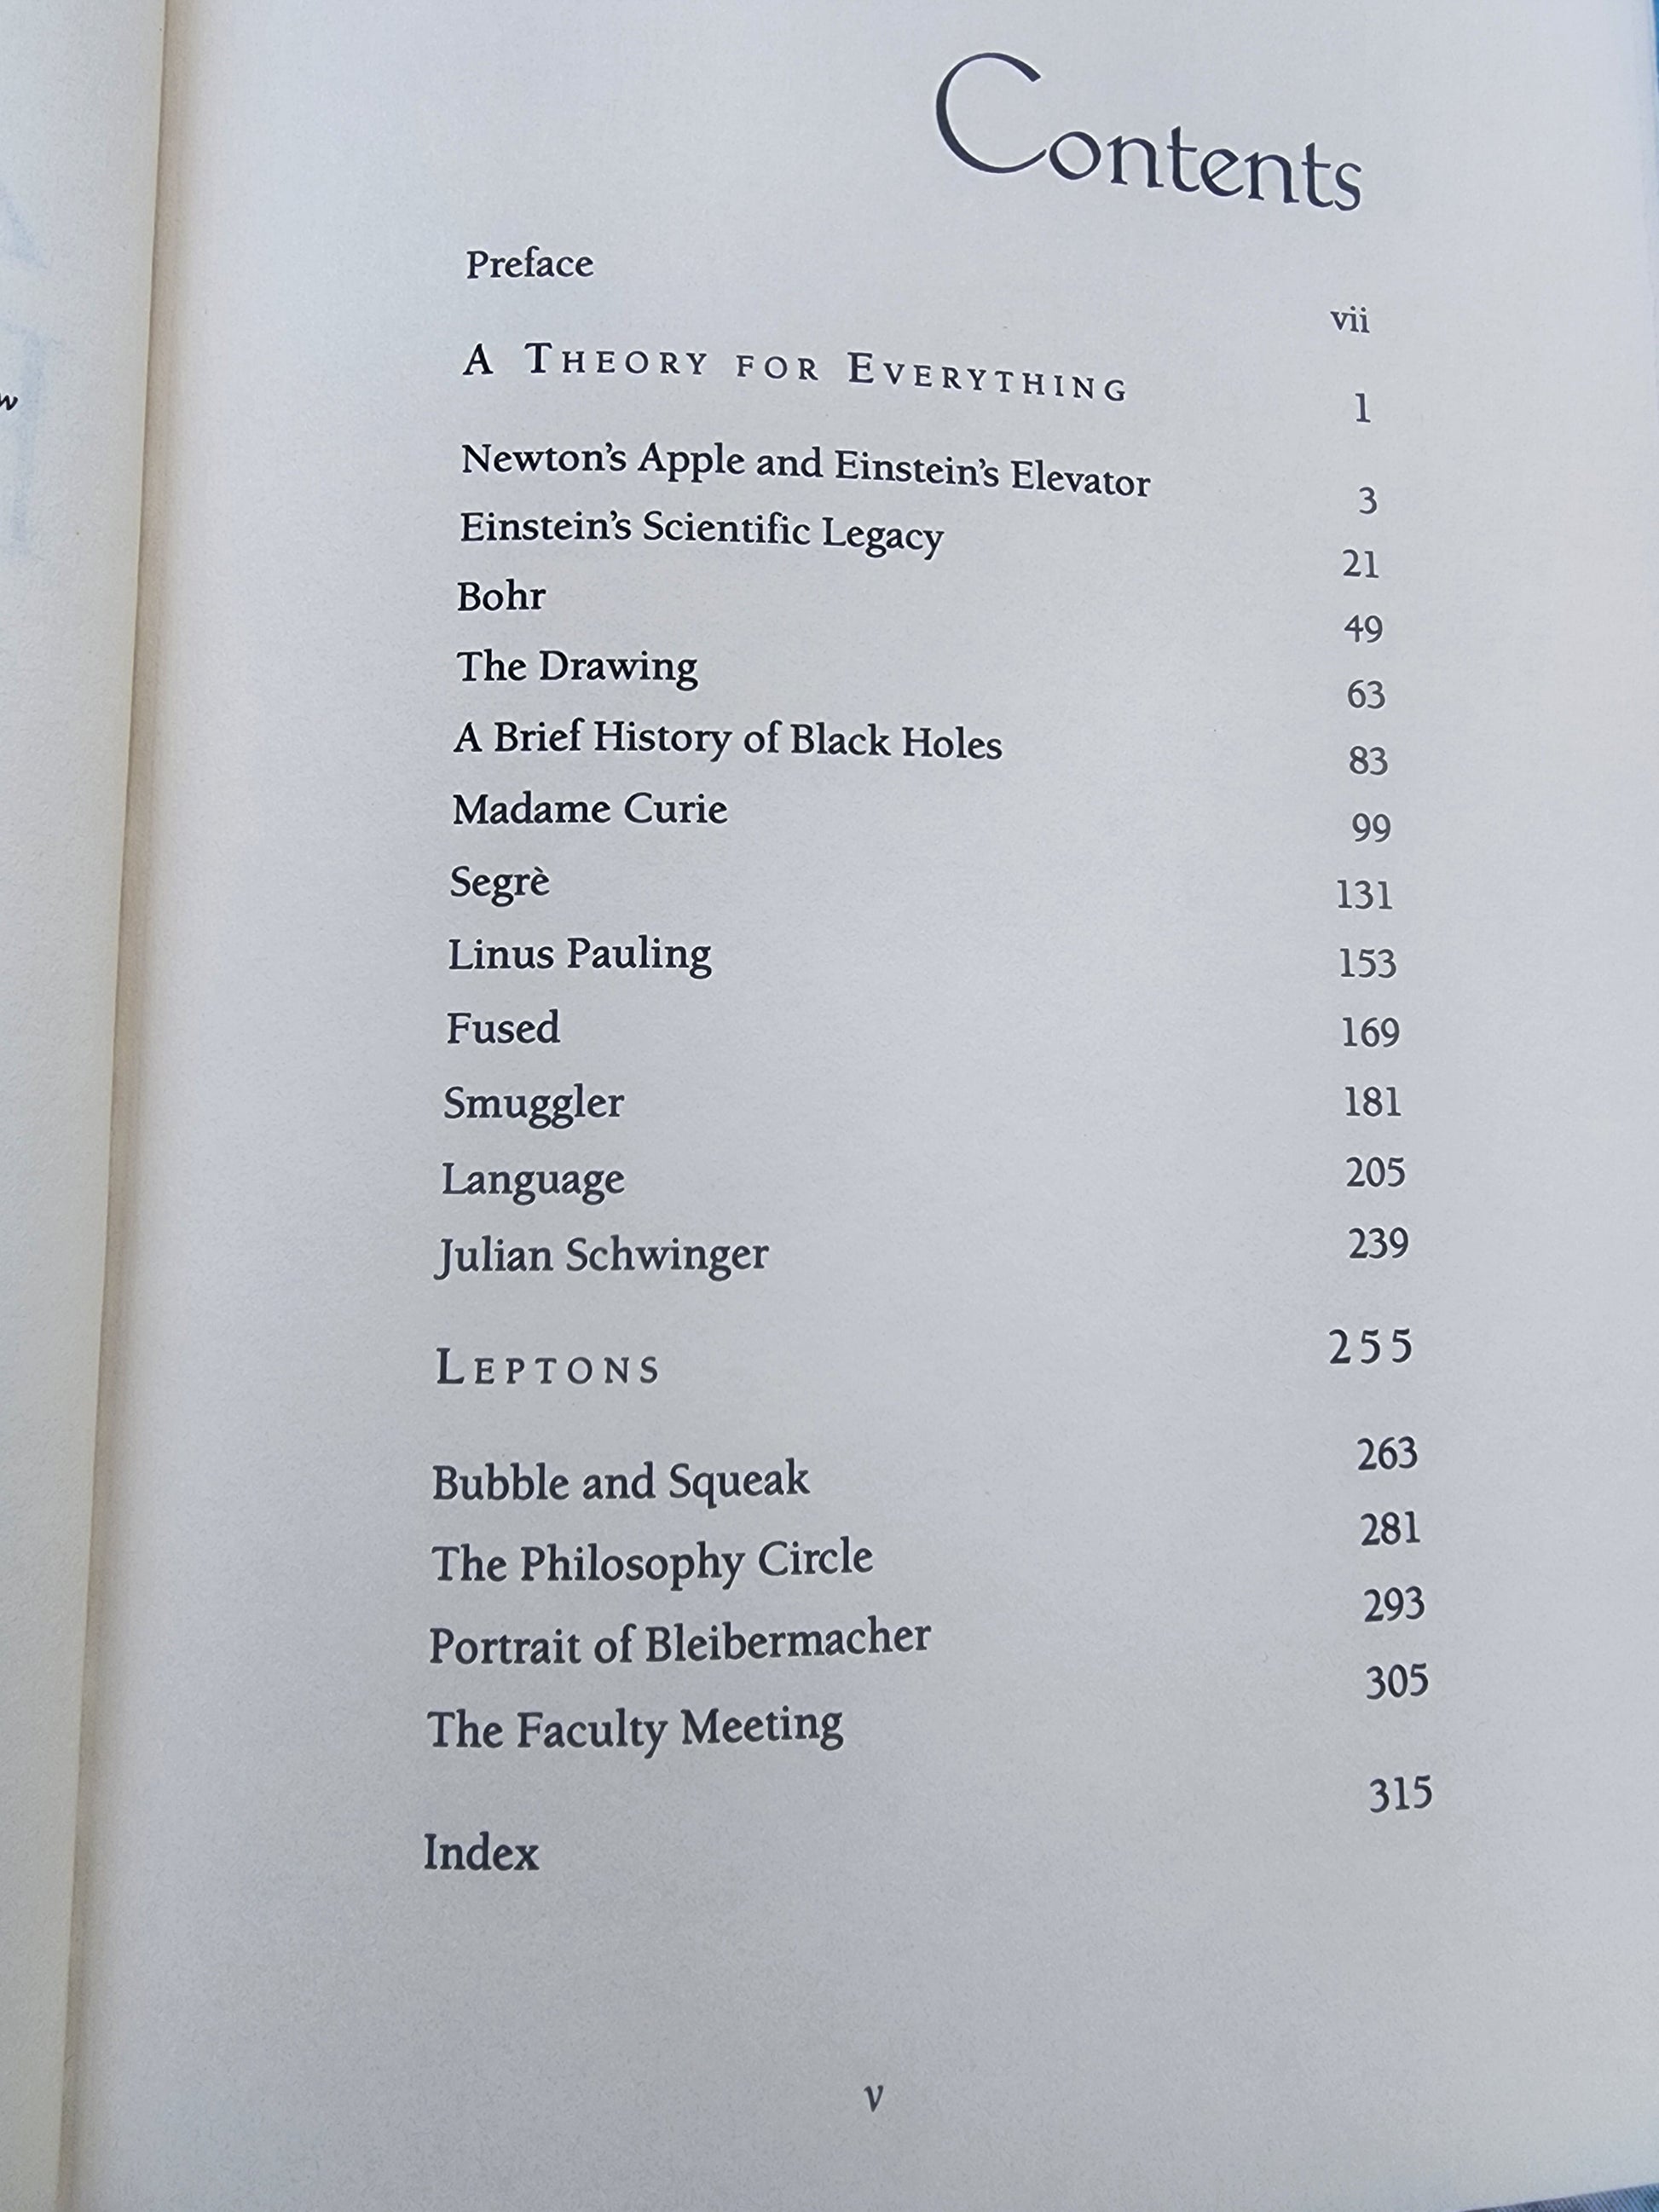 Contents
Preface vii
A THEORY FOR EVERYTHING 1
Newton's Apple and Einstein's Elevator 3
Einstein's Scientific Legacy 21
Bohr 49
The Drawing 63
A Brief History of Black Holes 83
Madame Curie 99
Segrè 131
Linus Pauling 153
Fused 169
Smuggler 181
Language 205
Julian Schwinger 239
LEPTONS 255
Bubble and Squeak 263
The Philosophy Circle 281
Portrait of Bleibermacher 293
The Faculty Meeting 305
Index 315
v